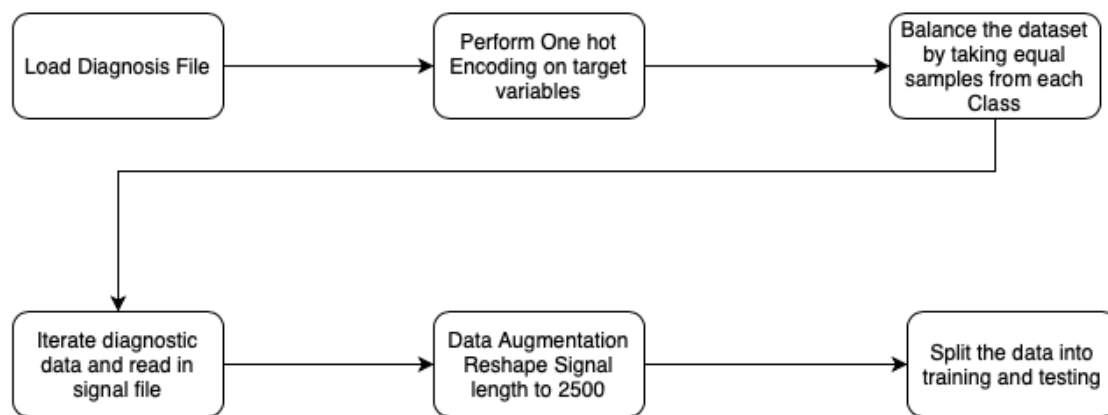 Load Diagnosis File
Perform One hot
Encoding on target
variables
Balance the dataset
by taking equal
samples from each
Class
Iterate diagnostic
data and read in
signal file
Data Augmentation
Reshape Signal
length to 2500
Split the data into
training and testing